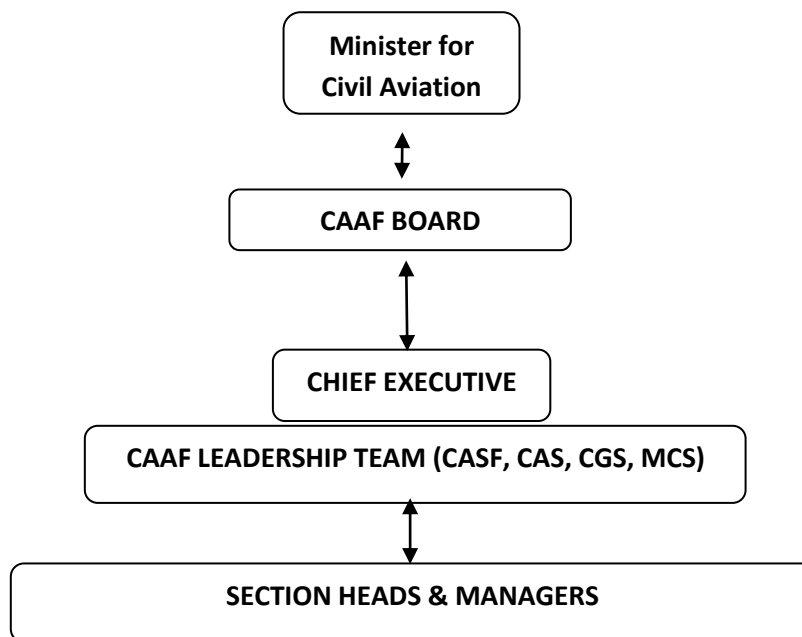 Minister for
Civil Aviation
CAAF BOARD
CHIEF EXECUTIVE
CAAF LEADERSHIP TEAM (CASF, CAS, CGS, MCS)
SECTION HEADS & MANAGERS